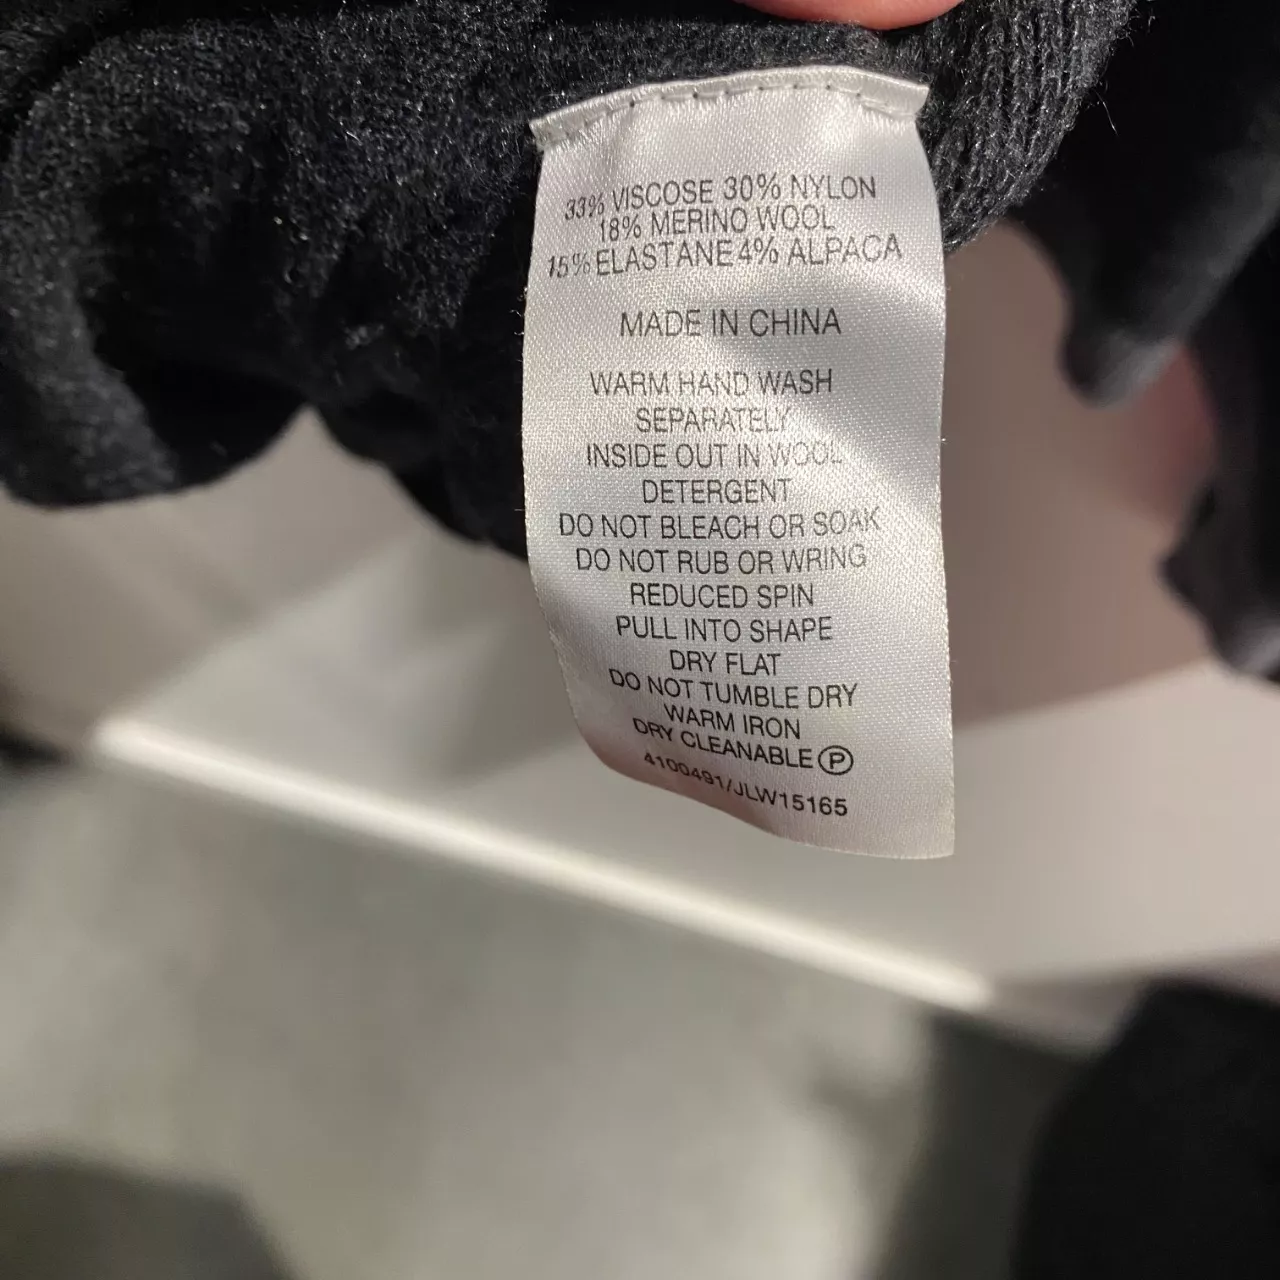 33% VISCOSE 30% NYLON
18% MERINO WOOL
15% ELASTANE 4% ALPACA
MADE IN CHINA
WARM HAND WASH
SEPARATELY
INSIDE OUT IN WOOL
DETERGENT
DO NOT BLEACH OR SOAK
DO NOT RUB OR WRING
REDUCED SPIN
PULL INTO SHAPE
DRY FLAT
DO NOT TUMBLE DRY
WARM IRON
DRY CLEANABLE Ⓟ
4100491/JLW15165